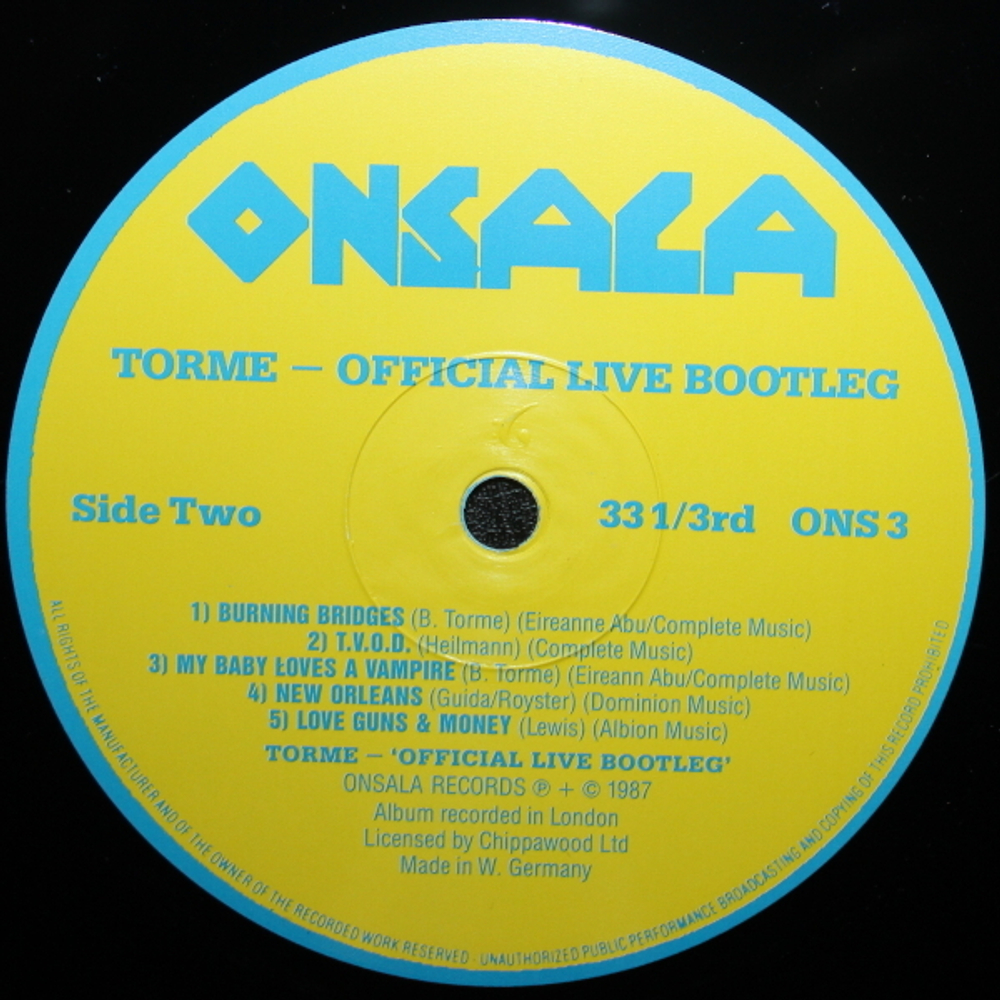 ONSALA
TORME — OFFICIAL LIVE BOOTLEG
Side Two 33 1/3rd ONS 3
1) BURNING BRIDGES (B. Torme) (Eireanne Abu/Complete Music)
2) T.V.O.D. (Heilmann) (Complete Music)
3) MY BABY LOVES A VAMPIRE (B. Torme) (Eireann Abu/Complete Music)
4) NEW ORLEANS (Guida/Royster) (Dominion Music)
5) LOVE GUNS & MONEY (Lewis) (Albion Music)
TORME — 'OFFICIAL LIVE BOOTLEG'
ONSALA RECORDS ℗ + © 1987
Album recorded in London
Licensed by Chippawood Ltd
Made in W. Germany
ALL RIGHTS OF THE MANUFACTURER AND OF THE OWNER OF THE RECORDED WORK RESERVED - UNAUTHORIZED PUBLIC PERFORMANCE BROADCASTING AND COPYING OF THIS RECORD PROHIBITED